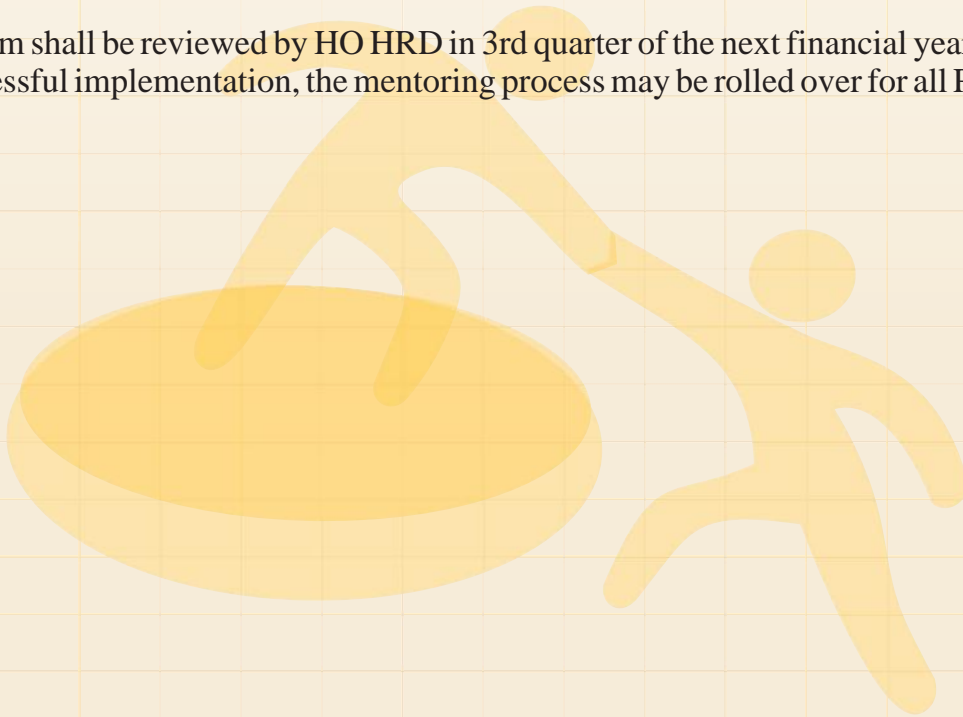 m shall be reviewed by HO HRD in 3rd quarter of the next financial year
essful implementation, the mentoring process may be rolled over for all